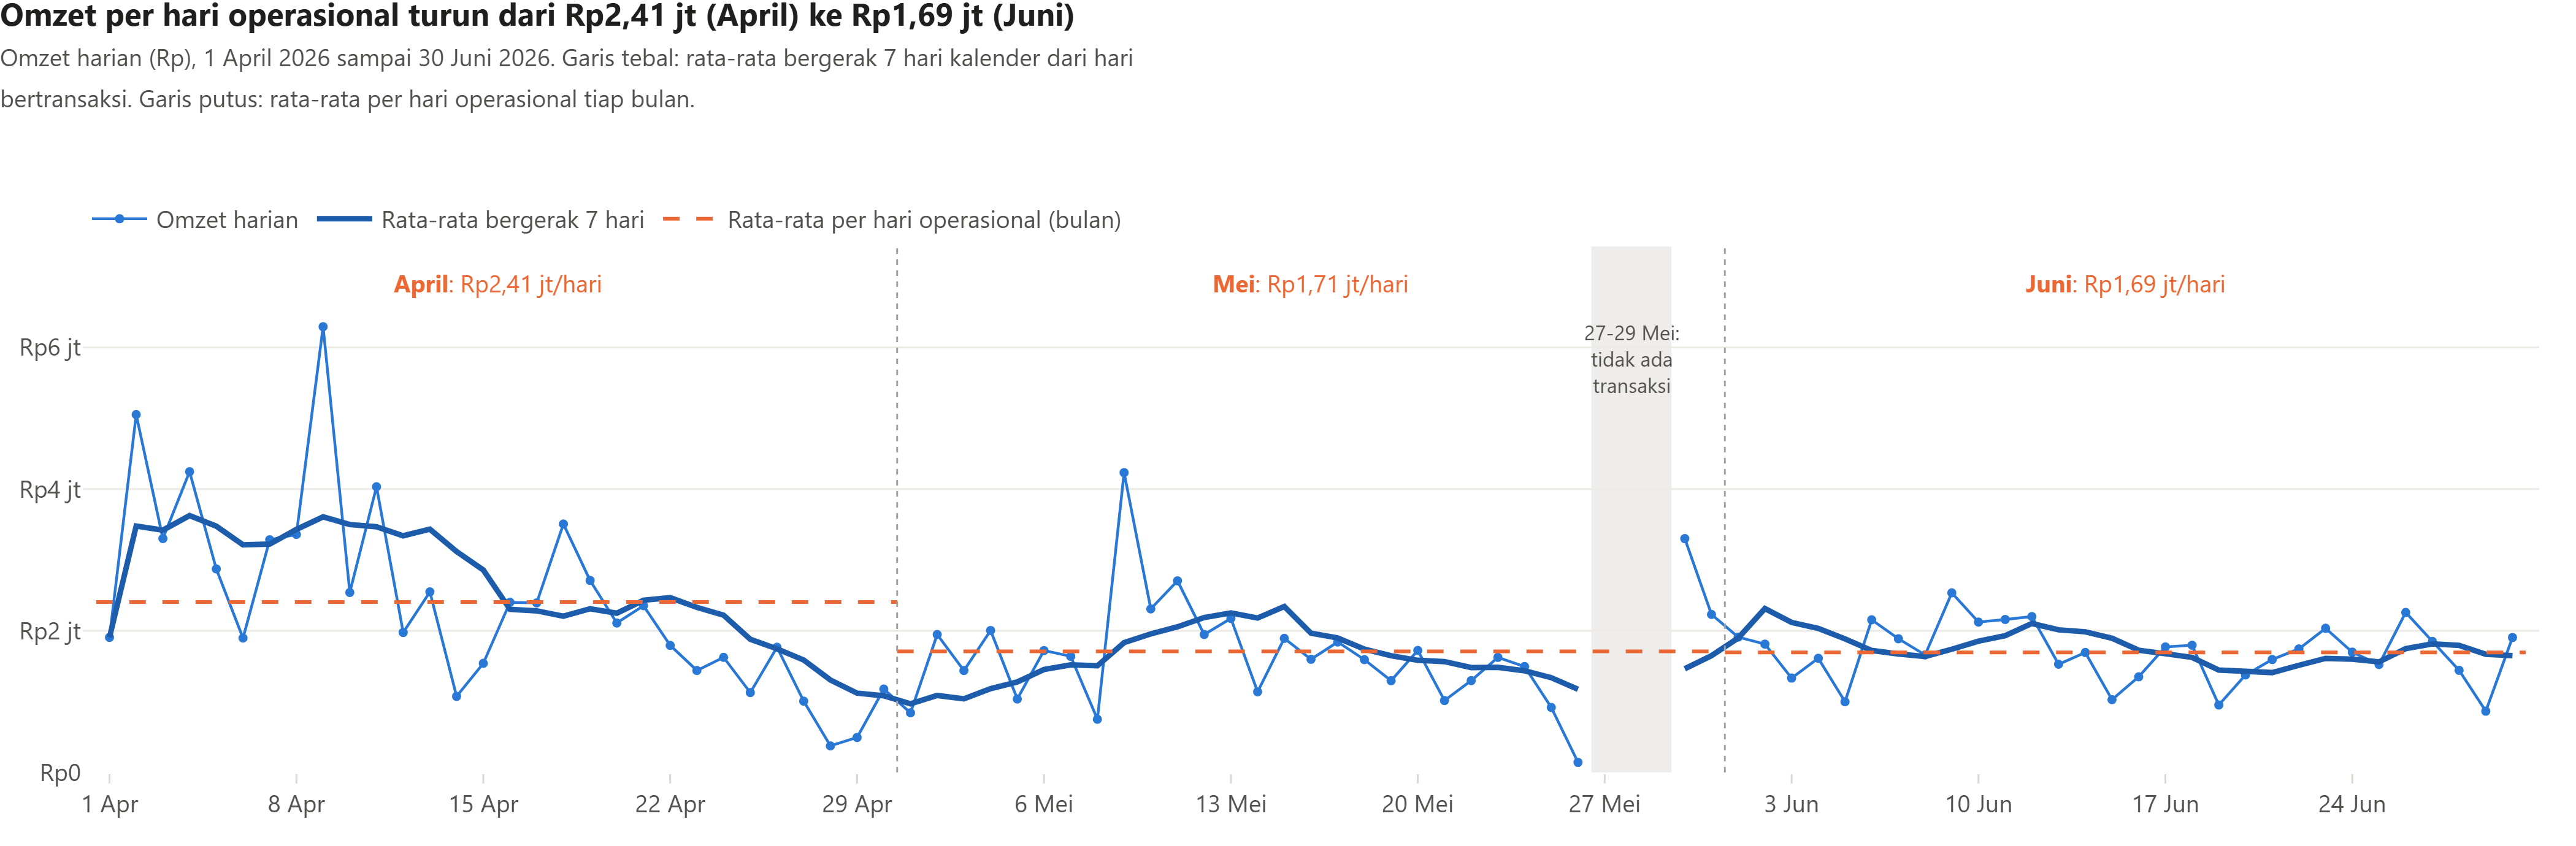 Omzet per hari operasional turun dari Rp2,41 jt (April) ke Rp1,69 jt (Juni)
Omzet harian (Rp), 1 April 2026 sampai 30 Juni 2026. Garis tebal: rata-rata bergerak 7 hari kalender dari hari
bertransaksi. Garis putus: rata-rata per hari operasional tiap bulan.
Omzet harian
Rata-rata bergerak 7 hari
Rata-rata per hari operasional (bulan)
April: Rp2,41 jt/hari
Mei: Rp1,71 jt/hari
Juni: Rp1,69 jt/hari
27-29 Mei:
tidak ada
transaksi
Rp6 jt
Rp4 jt
Rp2 jt
Rp0
1 Apr
8 Apr
15 Apr
22 Apr
29 Apr
6 Mei
13 Mei
20 Mei
27 Mei
3 Jun
10 Jun
17 Jun
24 Jun